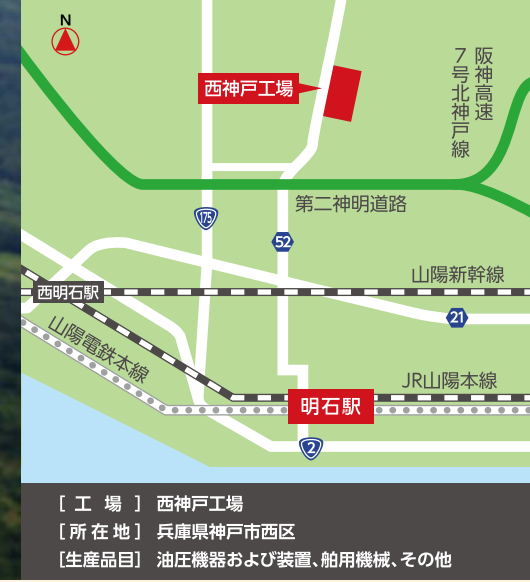 N
阪神高速
7号北神戸線
西神戸工場
第二神明道路
175
52
山陽新幹線
西明石駅
21
山陽電鉄本線
JR山陽本線
明石駅
2
[工場] 西神戸工場
[所在地] 兵庫県神戸市西区
[生産品目] 油圧機器および装置、舶用機械、その他